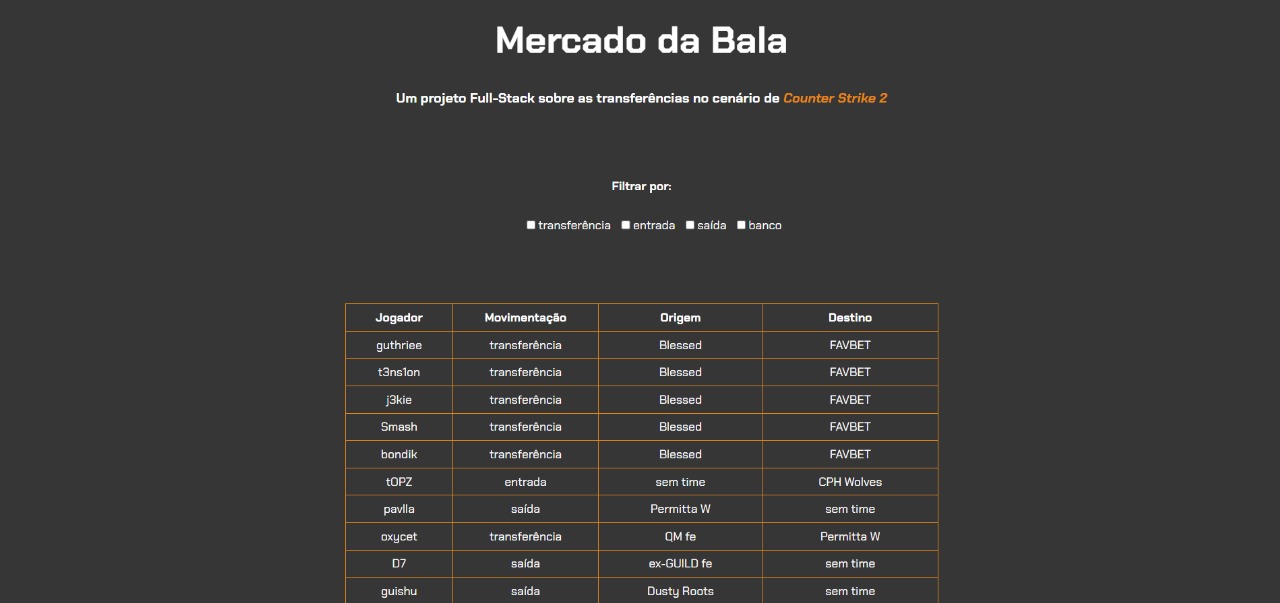 Mercado da Bala
Um projeto Full-Stack sobre as transferências no cenário de Counter Strike 2
Filtrar por:
transferência entrada saída banco
Jogador Movimentação Origem Destino
guthriee transferência Blessed FAVBET
t3ns1on transferência Blessed FAVBET
j3kie transferência Blessed FAVBET
Smash transferência Blessed FAVBET
bondik transferência Blessed FAVBET
tOPZ entrada sem time CPH Wolves
pavlla saída Permitta W sem time
oxycet transferência QM fe Permitta W
D7 saída ex-GUILD fe sem time
guishu saída Dusty Roots sem time